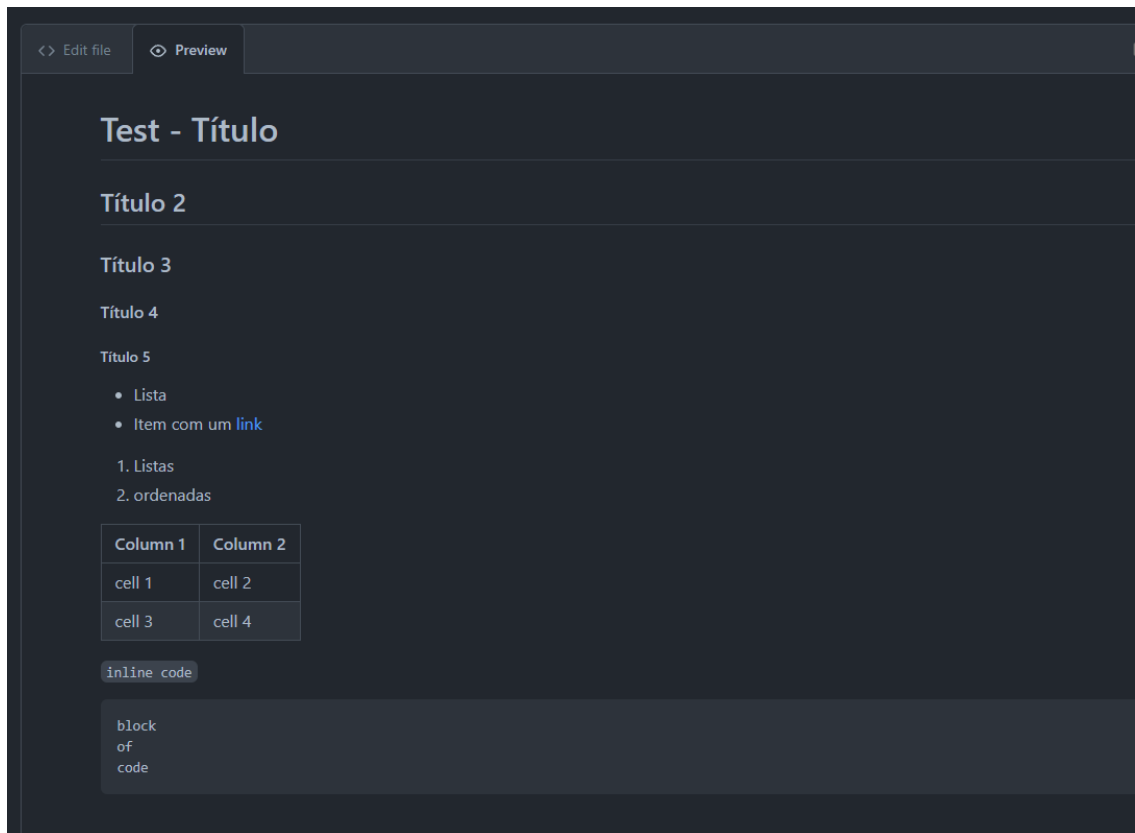 <> Edit file
Preview
Test - Título
Título 2
Título 3
Título 4
Título 5
• Lista
• Item com um link
1. Listas
2. ordenadas
Column 1 Column 2
cell 1 cell 2
cell 3 cell 4
inline code
block
of
code